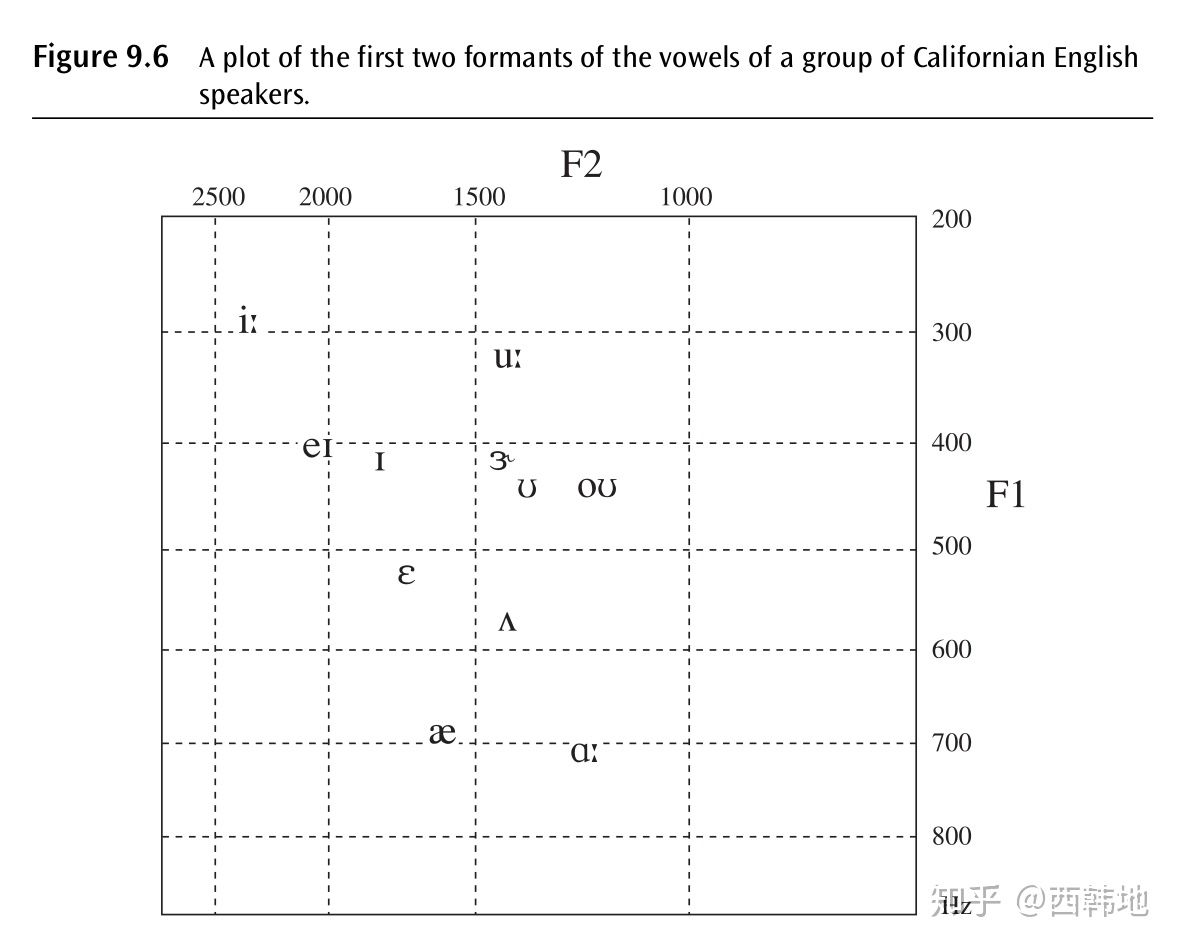 Figure 9.6 A plot of the first two formants of the vowels of a group of Californian English
speakers.
F2
2500 2000 1500 1000
200
iː
300
uː
eɪ
400
ɪ
ɝ
ʊ oʊ
F1
500
ɛ
ʌ
600
æ
700
ɑː
800
Hz
知乎 @西韩地